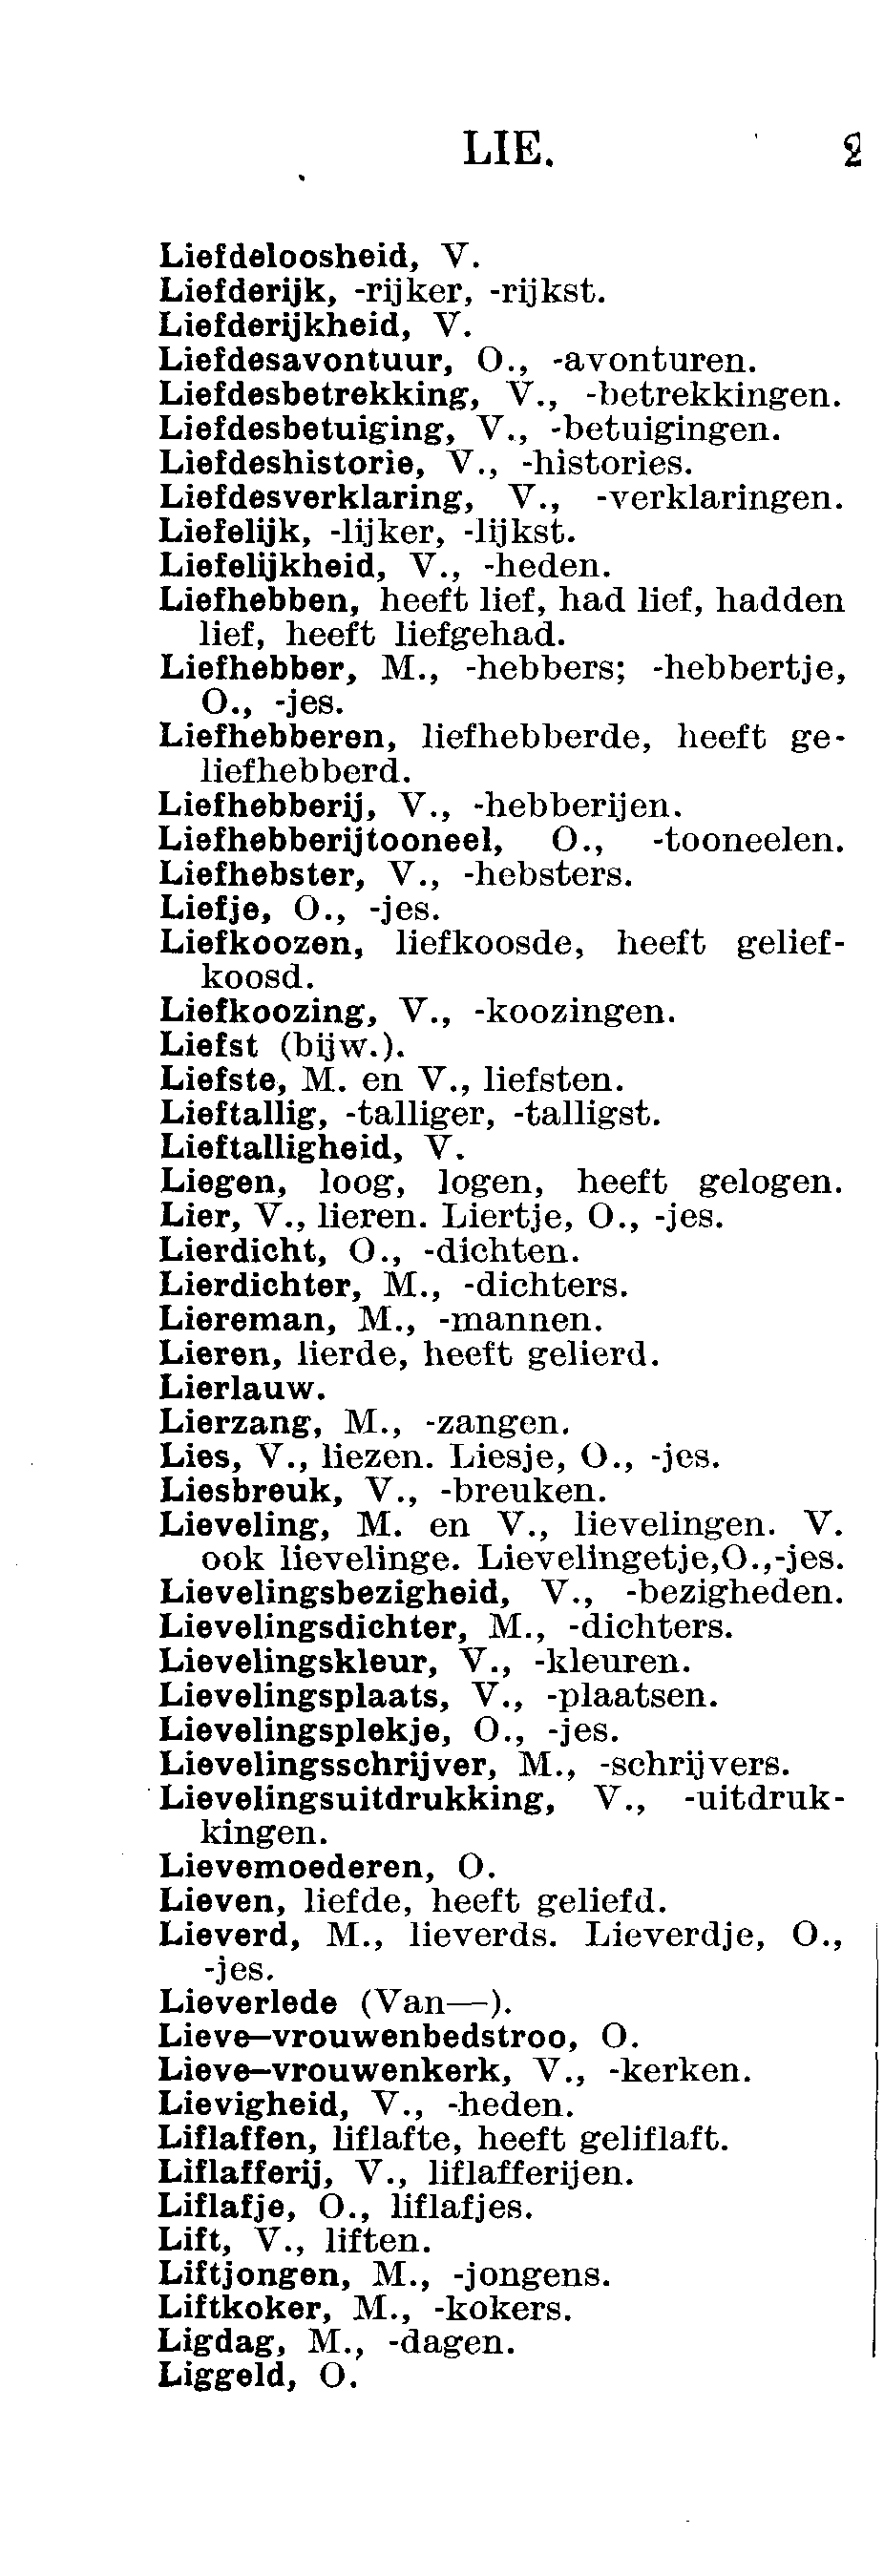 LIE.
Liefdeloosheid, V.
Liefderijk, -rijker, -rijkst.
Liefderijkheid, V.
Liefdesavontuur, O., -avonturen.
Liefdesbetrekking, V., -betrekkingen.
Liefdesbetuiging, V., -betuigingen.
Liefdeshistorie, V., -histories.
Liefdesverklaring, V., -verklaringen.
Liefelijk, -lijker, -lijkst.
Liefelijkheid, V., -heden.
Liefhebben, heeft lief, had lief, hadden
lief, heeft liefgehad.
Liefhebber, M., -hebbers; -hebbertje,
O., -jes.
Liefhebberen, liefhebberde, heeft ge-
liefhebberd.
Liefhebberij, V., -hebberijen.
Liefhebberijtooneel, O., -tooneelen.
Liefhebster, V., -hebsters.
Liefje, O., -jes.
Liefkoozen, liefkoosde, heeft gelief-
koosd.
Liefkoozing, V., -koozingen.
Liefst (bijw.).
Liefste, M. en V., liefsten.
Lieftallig, -talliger, -talligst.
Lieftalligheid, V.
Liegen, loog, logen, heeft gelogen.
Lier, V., lieren. Liertje, O., -jes.
Lierdicht, O., -dichten.
Lierdichter, M., -dichters.
Liereman, M., -mannen.
Lieren, lierde, heeft gelierd.
Lierlauw.
Lierzang, M., -zangen.
Lies, V., liezen. Liesje, O., -jes.
Liesbreuk, V., -breuken.
Lieveling, M. en V., lievelingen. V.
ook lievelinge. Lievelingetje,O.,-jes.
Lievelingsbezigheid, V., -bezigheden.
Lievelingsdichter, M., -dichters.
Lievelingskleur, V., -kleuren.
Lievelingsplaats, V., -plaatsen.
Lievelingsplekje, O., -jes.
Lievelingsschrijver, M., -schrijvers.
Lievelingsuitdrukking, V., -uitdruk-
kingen.
Lievemoederen, O.
Lieven, liefde, heeft geliefd.
Lieverd, M., lieverds. Lieverdje, O.,
-jes.
Lieverlede (Van—).
Lieve—vrouwenbedstroo, O.
Lieve—vrouwenkerk, V., -kerken.
Lievigheid, V., -heden.
Liflaffen, liflafte, heeft geliflaft.
Liflafferij, V., liflafferijen.
Liflafje, O., liflafjes.
Lift, V., liften.
Liftjongen, M., -jongens.
Liftkoker, M., -kokers.
Ligdag, M., -dagen.
Liggeld, O.